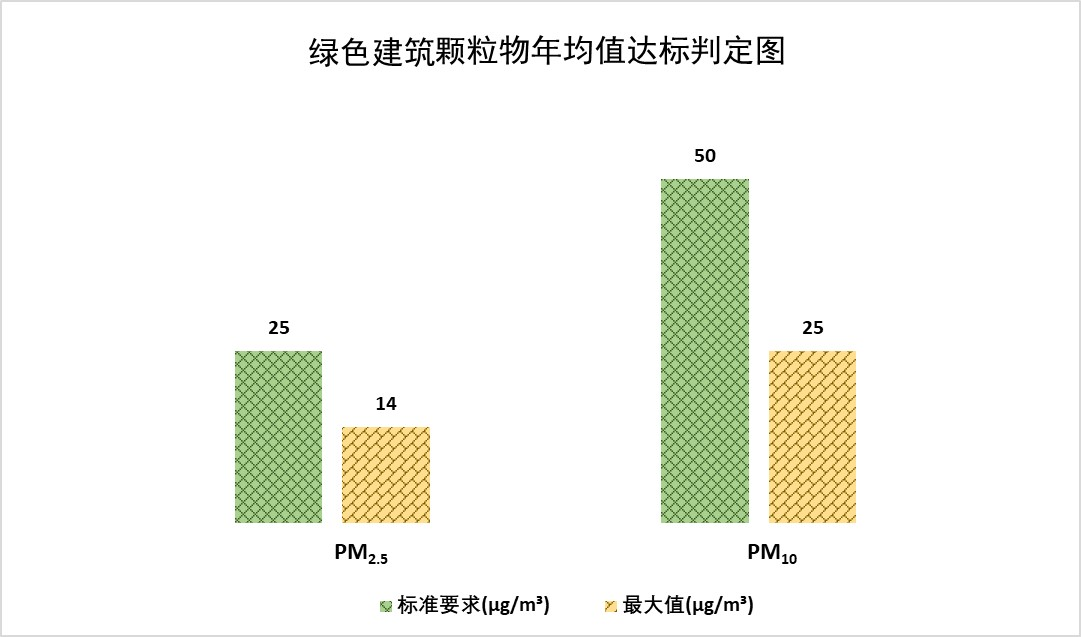 绿色建筑颗粒物年均值达标判定图
50
25
25
14
PM2.5
PM10
标准要求(μg/m³)
最大值(μg/m³)